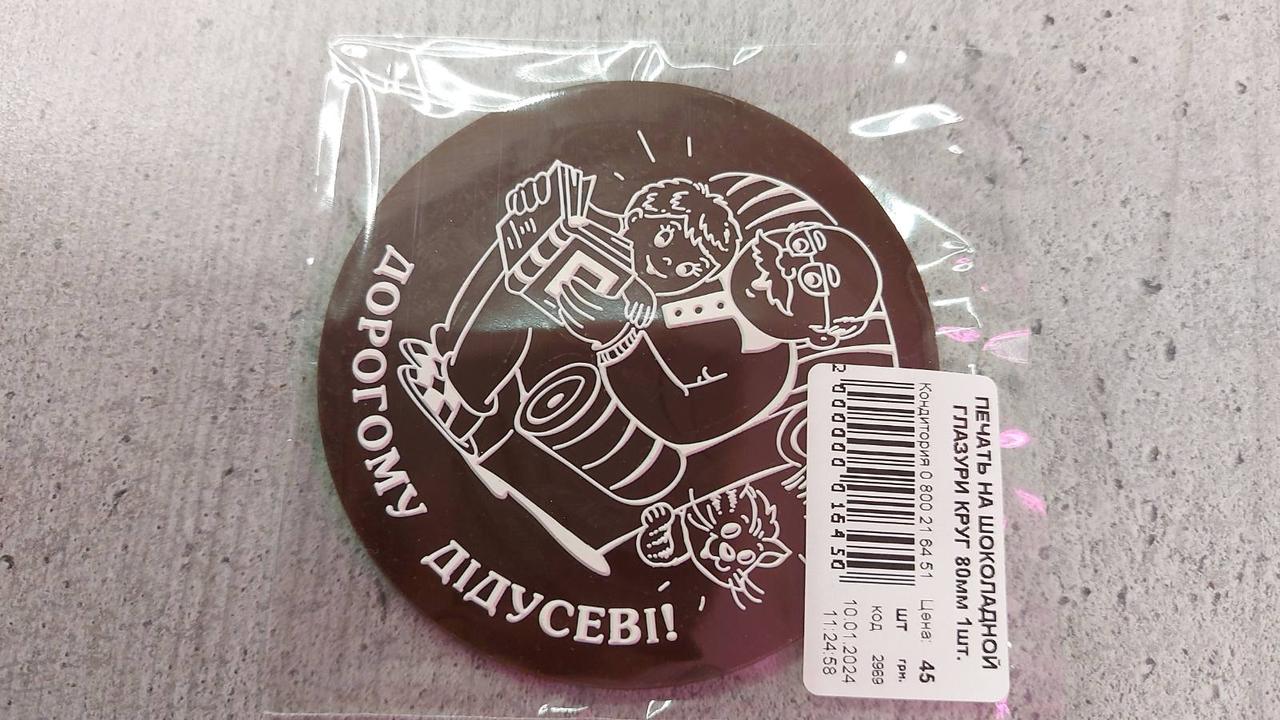 ДОРОГОМУ ДІДУСЕВІ!
ПЕЧАТЬ НА ШОКОЛАДНОЙ
ГЛАЗУРИ КРУГ 80мм 1шт.
Кондитория 0 800 21 64 51
Цена: 45
шт грн.
код 2969
10.01.2024
11:24:58
2 000000 016450